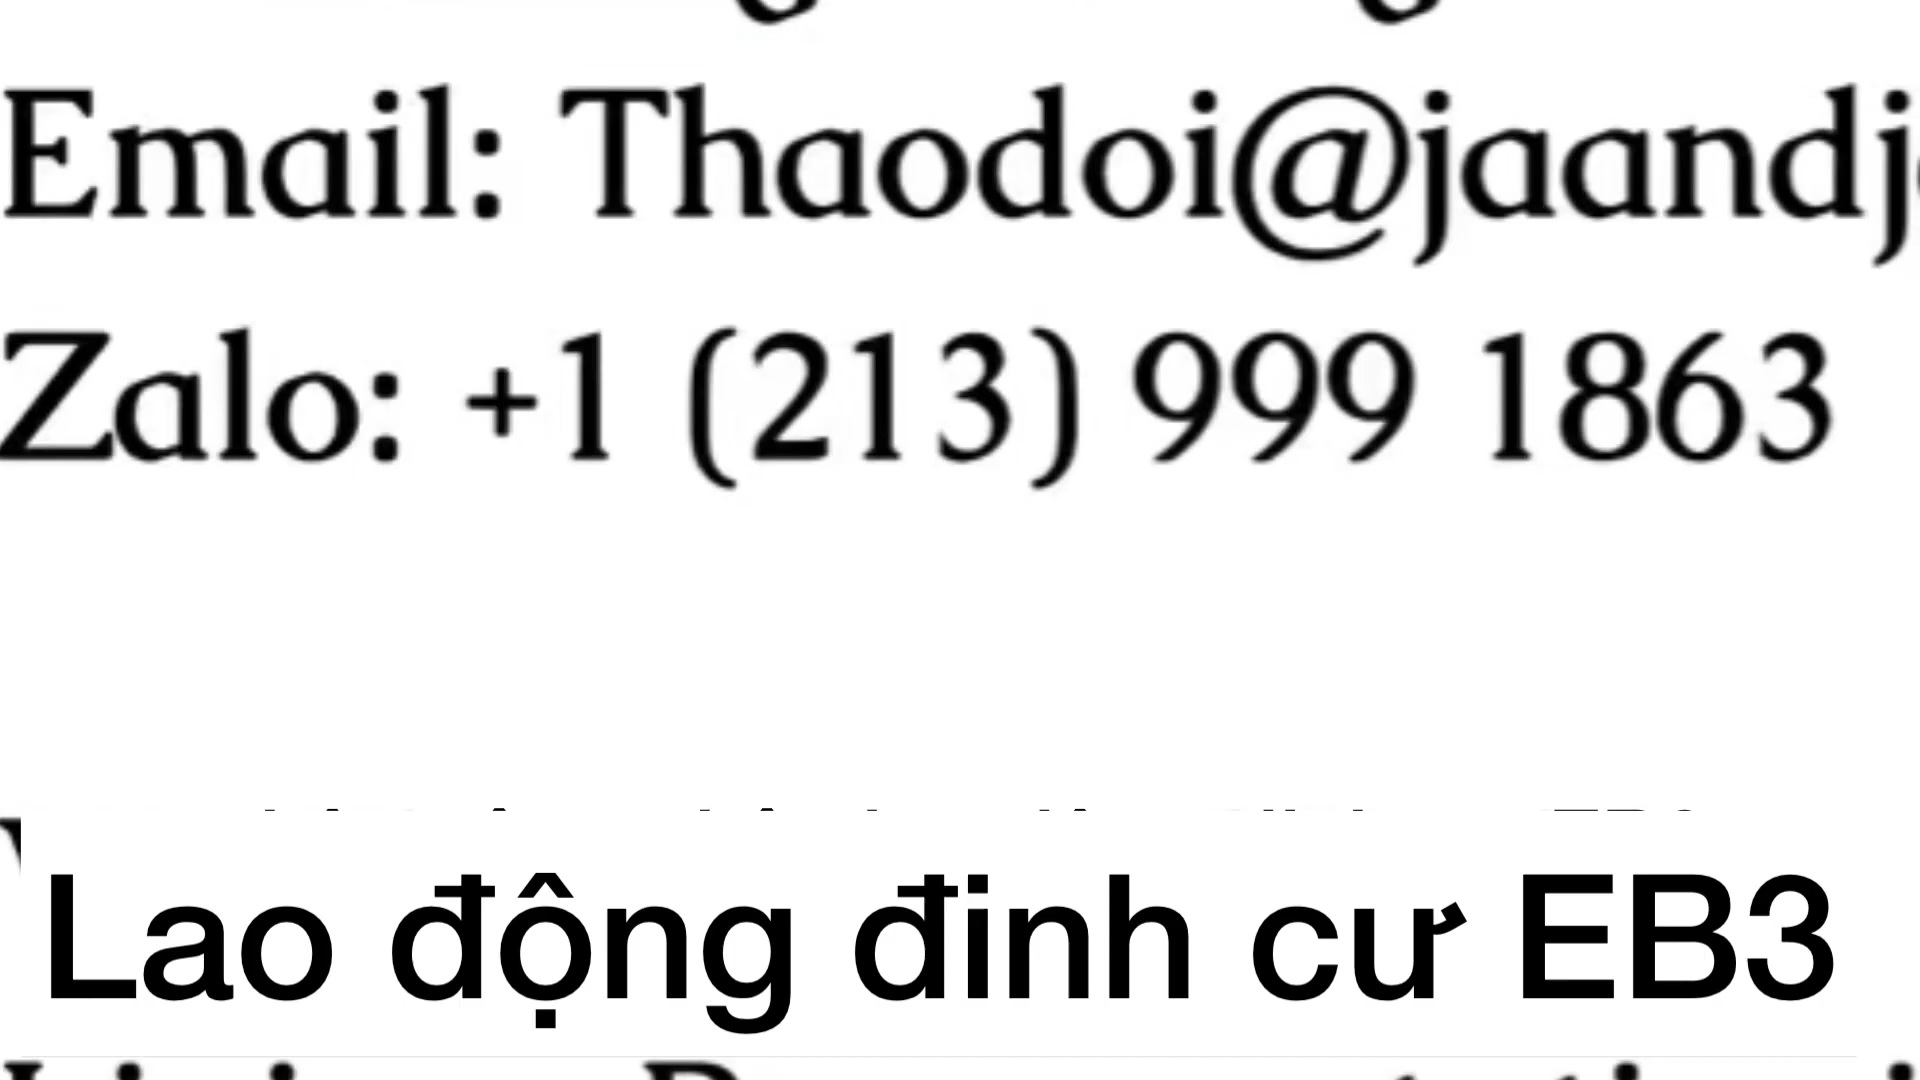 Email: Thaodoi@jaandj
Zalo: +1 (213) 999 1863
Lao động đinh cư EB3